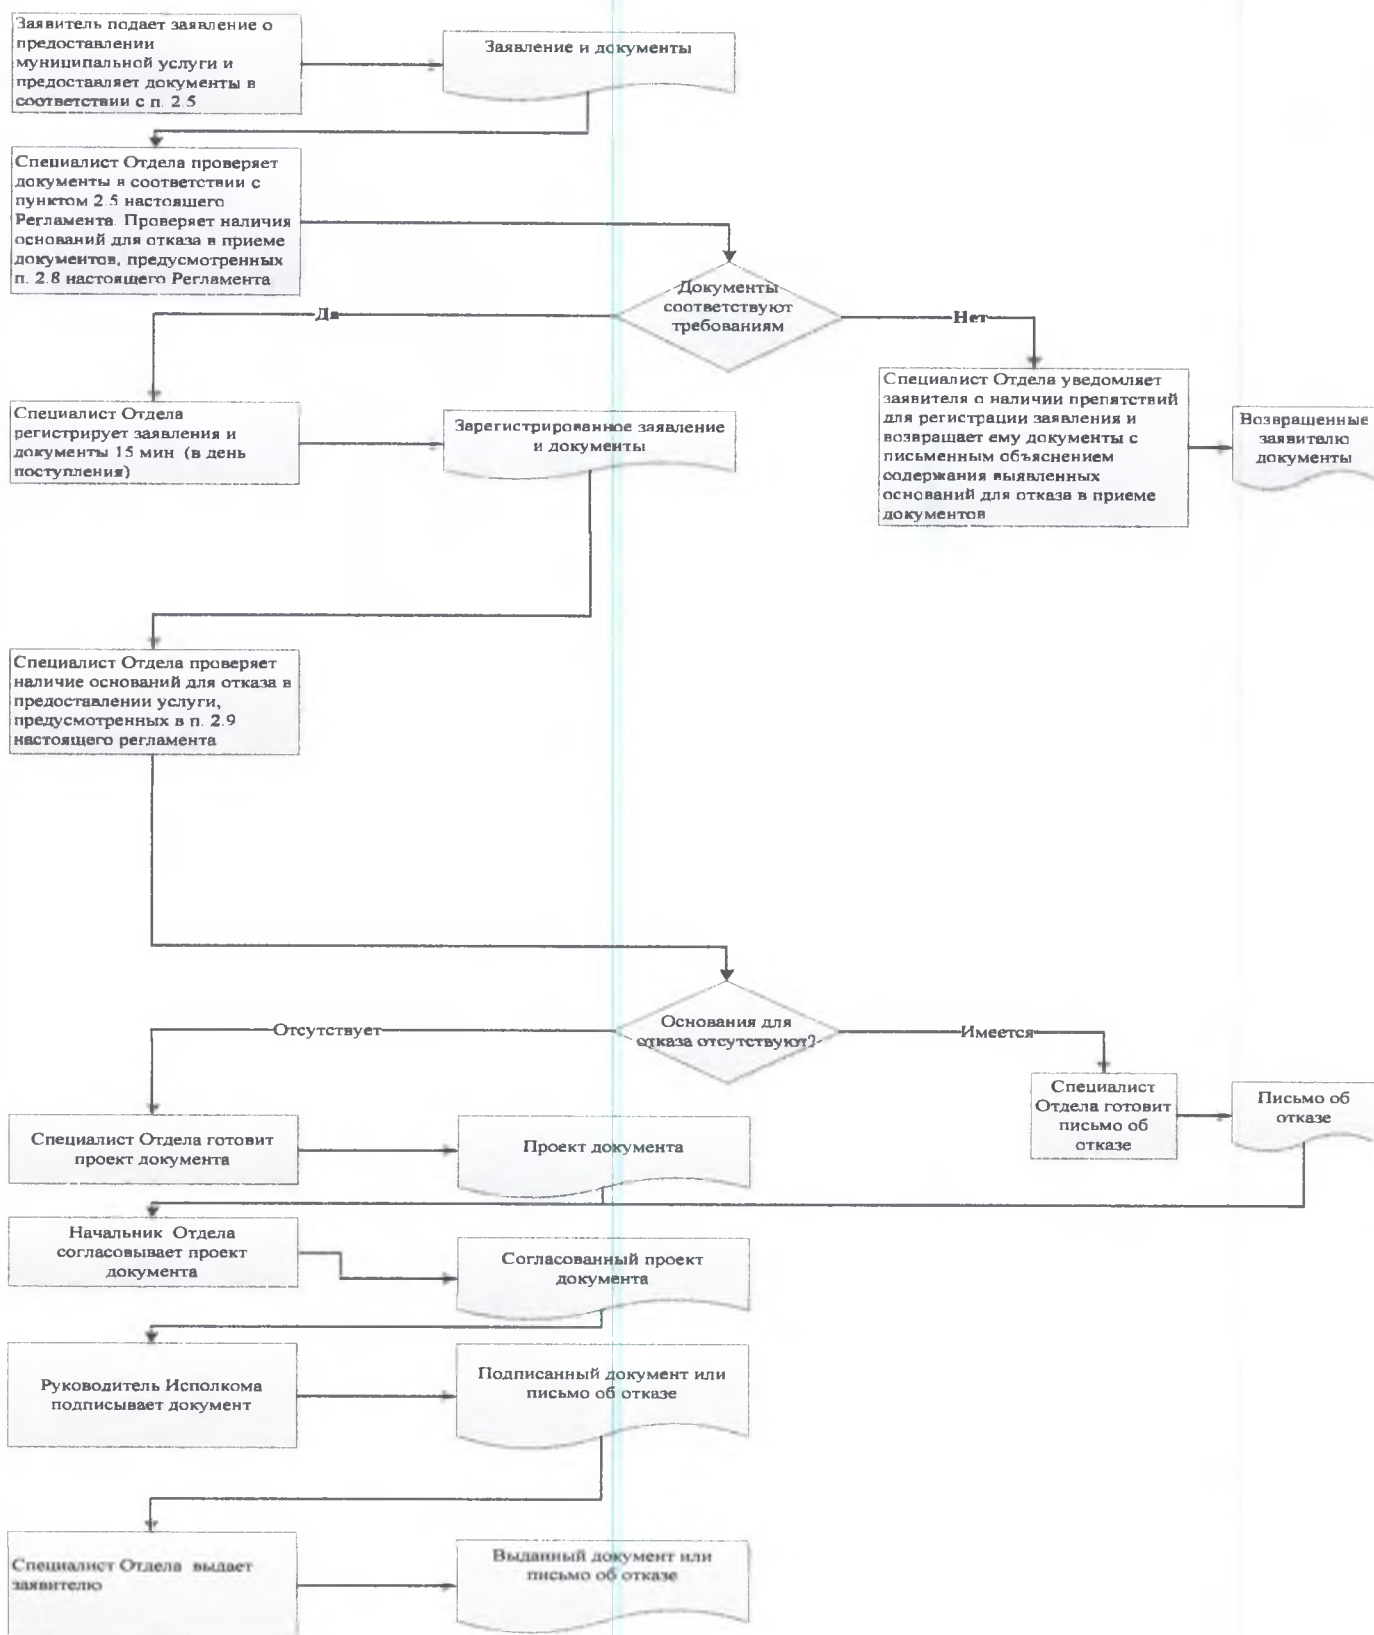 Заявитель подает заявление о
предоставлении
муниципальной услуги и
предоставляет документы в
соответствии с п. 2.5
Заявление и документы
Специалист Отдела проверяет
документы в соответствии с
пунктом 2.5 настоящего
Регламента. Проверяет наличия
оснований для отказа в приеме
документов, предусмотренных
п. 2.8 настоящего Регламента
Документы
соответствуют
требованиям
Да
Нет
Специалист Отдела
регистрирует заявления и
документы 15 мин (в день
поступления)
Зарегистрированное заявление
и документы
Специалист Отдела уведомляет
заявителя о наличии препятствий
для регистрации заявления и
возвращает ему документы с
письменным объяснением
содержания выявленных
оснований для отказа в приеме
документов
Возвращенные
заявителю
документы
Специалист Отдела проверяет
наличие оснований для отказа в
предоставлении услуги,
предусмотренных в п. 2.9
настоящего регламента
Основания для
отказа отсутствуют?
Отсутствует
Имеется
Специалист
Отдела готовит
письмо об
отказе
Письмо об
отказе
Специалист Отдела готовит
проект документа
Проект документа
Начальник Отдела
согласовывает проект
документа
Согласованный проект
документа
Руководитель Исполкома
подписывает документ
Подписанный документ или
письмо об отказе
Специалист Отдела выдает
заявителю
Выданный документ или
письмо об отказе